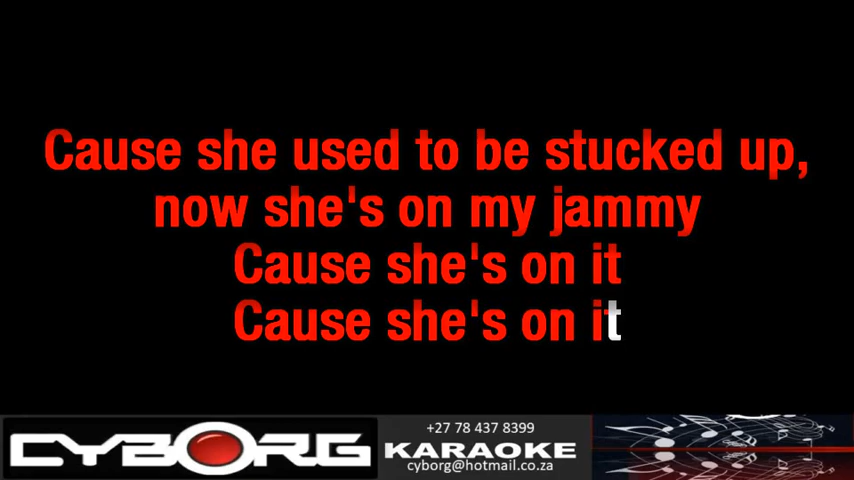 Cause she used to be stucked up,
now she's on my jammy
Cause she's on it
Cause she's on it
CYBORG
+27 78 437 8399
KARAOKE
cyborg@hotmail.co.za